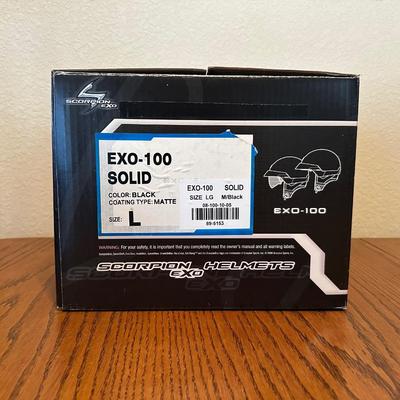 SCORPION
EXO
EXO-100
SOLID
COLOR: BLACK
COATING TYPE: MATTE
SIZE: L
EXO-100 SOLID
SIZE LG M/Black
08-100-10-05
89-5153
EXO-100
WARNING: For your safety, it is important that you completely read the owner's manual and all warning labels.
SCORPION HELMETS
EXO